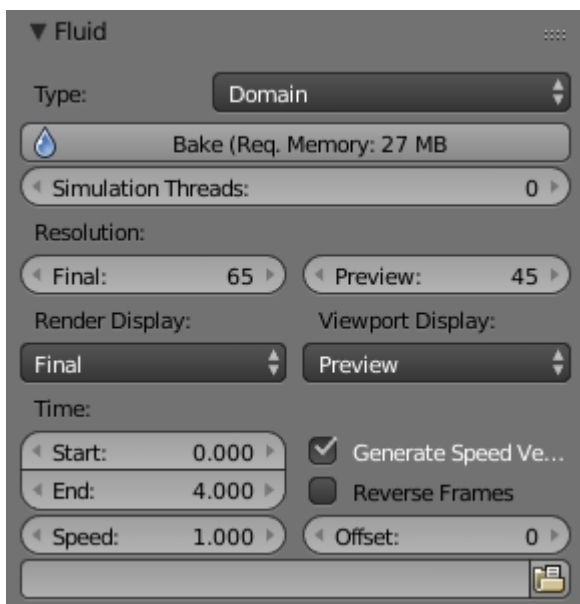 Fluid
Type: Domain
Bake (Req. Memory: 27 MB
Simulation Threads: 0
Resolution:
Final: 65 Preview: 45
Render Display: Viewport Display:
Final Preview
Time:
Start: 0.000 Generate Speed Ve...
End: 4.000 Reverse Frames
Speed: 1.000 Offset: 0